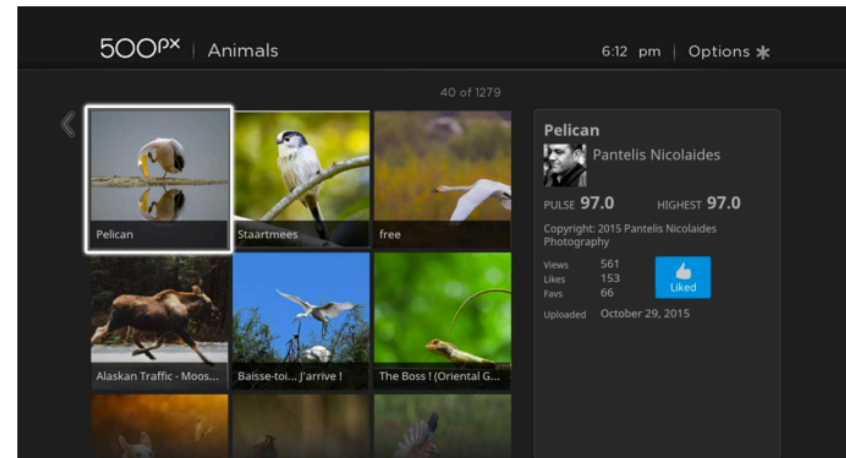 500px | Animals
6:12 pm | Options *
40 of 1279
Pelican
Staartmees
free
Alaskan Traffic - Moos...
Baisse-toi... J'arrive !
The Boss ! (Oriental G...
Pelican
Pantelis Nicolaides
PULSE 97.0 HIGHEST 97.0
Copyright: 2015 Pantelis Nicolaides
Photography
Views 561
Likes 153
Favs 66
Liked
Uploaded October 29, 2015